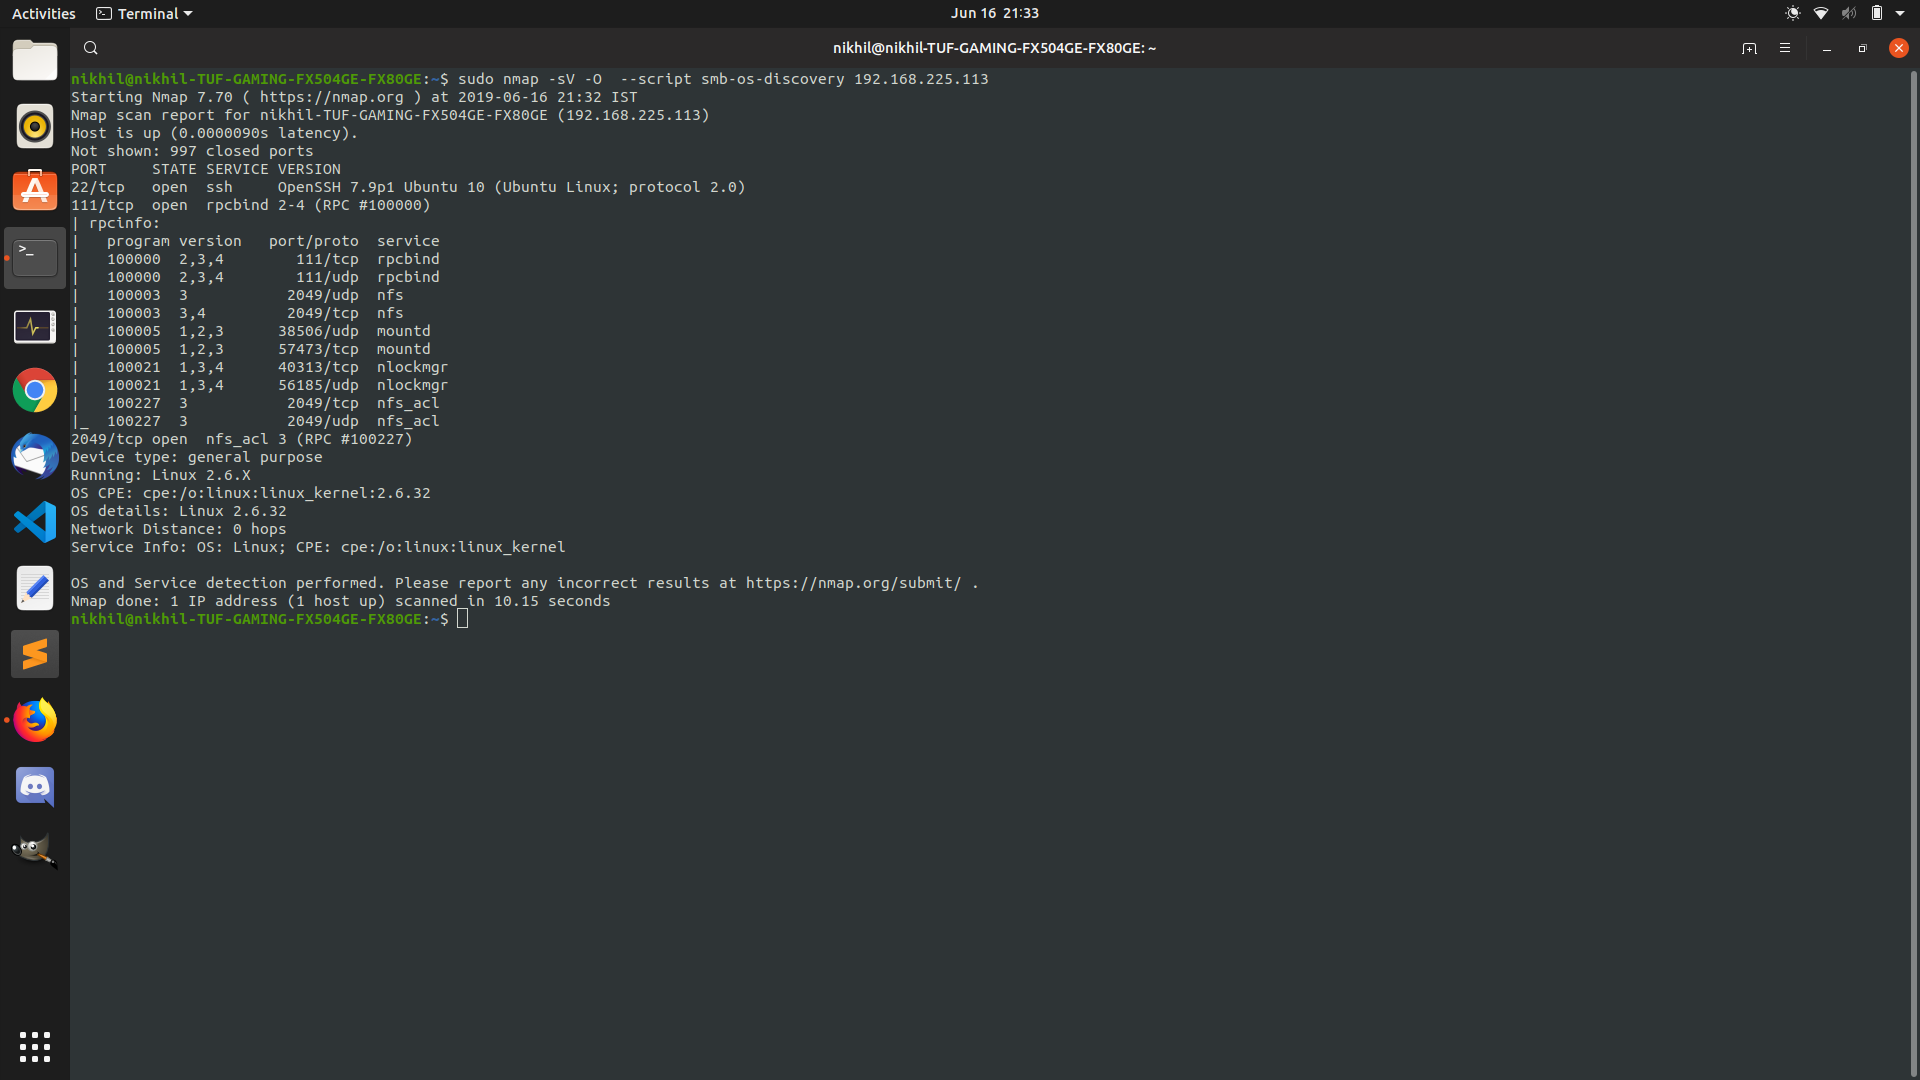 Activities Terminal Jun 16 21:33
nikhil@nikhil-TUF-GAMING-FX504GE-FX80GE: ~
nikhil@nikhil-TUF-GAMING-FX504GE-FX80GE:~$ sudo nmap -sV -O  --script smb-os-discovery 192.168.225.113
Starting Nmap 7.70 ( https://nmap.org ) at 2019-06-16 21:32 IST
Nmap scan report for nikhil-TUF-GAMING-FX504GE-FX80GE (192.168.225.113)
Host is up (0.0000090s latency).
Not shown: 997 closed ports
PORT     STATE SERVICE VERSION
22/tcp   open  ssh     OpenSSH 7.9p1 Ubuntu 10 (Ubuntu Linux; protocol 2.0)
111/tcp  open  rpcbind 2-4 (RPC #100000)
| rpcinfo:
|   program version   port/proto  service
|   100000  2,3,4        111/tcp  rpcbind
|   100000  2,3,4        111/udp  rpcbind
|   100003  3           2049/udp  nfs
|   100003  3,4         2049/tcp  nfs
|   100005  1,2,3      38506/udp  mountd
|   100005  1,2,3      57473/tcp  mountd
|   100021  1,3,4      40313/tcp  nlockmgr
|   100021  1,3,4      56185/udp  nlockmgr
|   100227  3           2049/tcp  nfs_acl
|_  100227  3           2049/udp  nfs_acl
2049/tcp open  nfs_acl 3 (RPC #100227)
Device type: general purpose
Running: Linux 2.6.X
OS CPE: cpe:/o:linux:linux_kernel:2.6.32
OS details: Linux 2.6.32
Network Distance: 0 hops
Service Info: OS: Linux; CPE: cpe:/o:linux:linux_kernel
OS and Service detection performed. Please report any incorrect results at https://nmap.org/submit/ .
Nmap done: 1 IP address (1 host up) scanned in 10.15 seconds
nikhil@nikhil-TUF-GAMING-FX504GE-FX80GE:~$